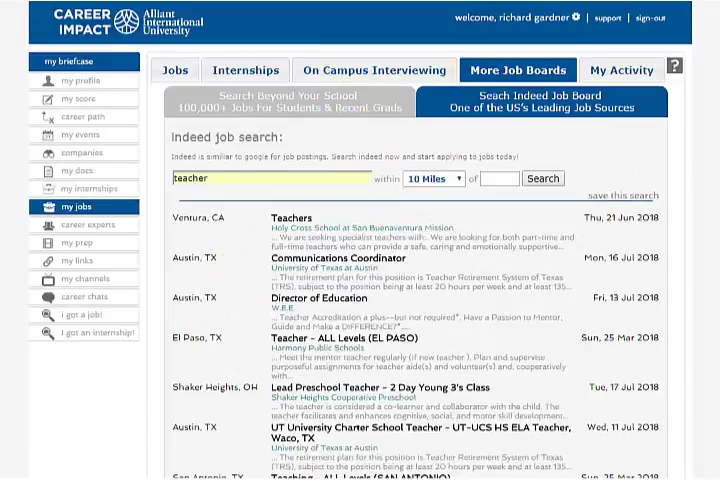 CAREER IMPACT
Alliant International University
welcome, richard gardner | support | sign-out
my briefcase
my profile
my score
career path
my events
companies
my docs
my internships
my jobs
career experts
my prep
my links
my channels
career chats
i got a job!
i got an internship!
Jobs
Internships
On Campus Interviewing
More Job Boards
My Activity
?
Search Beyond Your School
100,000+ Jobs For Students & Recent Grads
Seach Indeed Job Board
One of the US's Leading Job Sources
Indeed job search:
Indeed is similiar to google for job postings. Search indeed now and start applying to jobs today!
teacher within 10 Miles of Search
save this search
Ventura, CA Teachers Thu, 21 Jun 2018
Holy Cross School at San Buenaventura Mission
... We are seeking specialist teachers with:. We are looking for both part-time and
full-time teachers who can provide a safe, caring and emotionally supportive...
Austin, TX Communications Coordinator Mon, 16 Jul 2018
University of Texas at Austin
... The retirement plan for this position is Teacher Retirement System of Texas
(TRS), subject to the position being at least 20 hours per week and at least 135...
Austin, TX Director of Education Fri, 13 Jul 2018
W.E.E.
... Teacher Accreditation a plus--but not required*. Have a Passion to Mentor,
Guide and Make a DIFFERENCE?*....
El Paso, TX Teacher - ALL Levels (EL PASO) Sun, 25 Mar 2018
Harmony Public Schools
... Meet the mentor teacher regularly (if new teacher ). Plan and supervise
purposeful assignments for teacher aide(s) and volunteer(s) and, cooperatively
with...
Shaker Heights, OH Lead Preschool Teacher - 2 Day Young 3's Class Tue, 17 Jul 2018
Shaker Heights Cooperative Preschool
... The teacher is considered a co-learner and collaborator with the child. The
teacher facilitates and enhances cognitive, social, and motor skill development...
Austin, TX UT University Charter School Teacher - UT-UCS HS ELA Teacher, Wed, 11 Jul 2018
Waco, TX
University of Texas at Austin
... The retirement plan for this position is Teacher Retirement System of Texas
(TRS), subject to the position being at least 20 hours per week and at least 135...
San Antonio, TX Teaching - ALL Levels (SAN ANTONIO) Sun, 25 Mar 2018